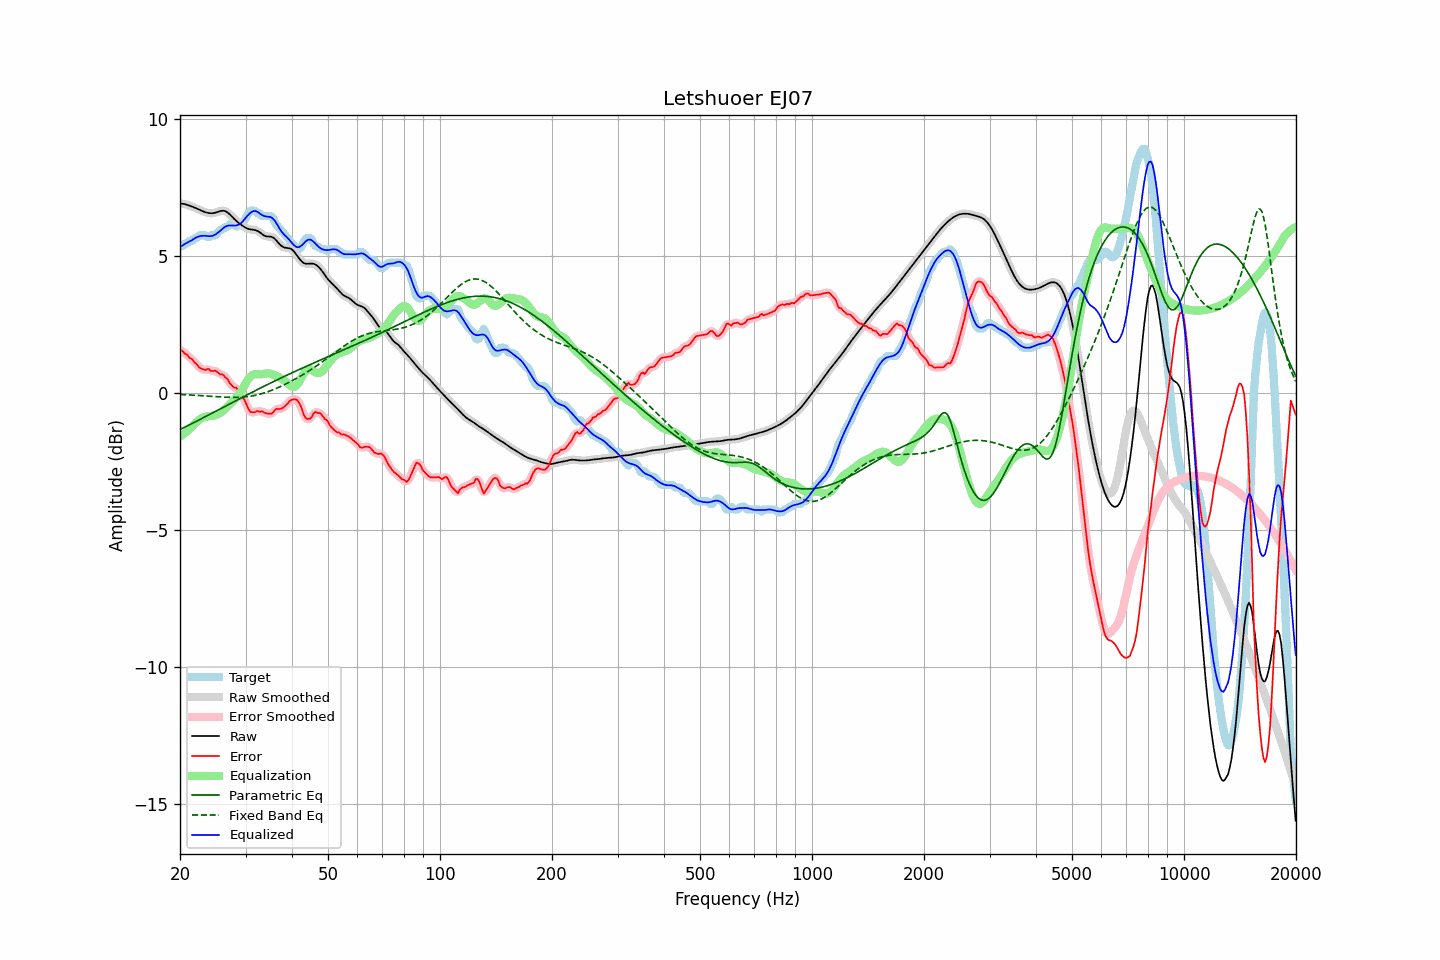 Letshuoer EJ07
10
5
0
−5
−10
−15
Amplitude (dBr)
Target
Raw Smoothed
Error Smoothed
Raw
Error
Equalization
Parametric Eq
Fixed Band Eq
Equalized
20 50 100 200 500 1000 2000 5000 10000 20000
Frequency (Hz)